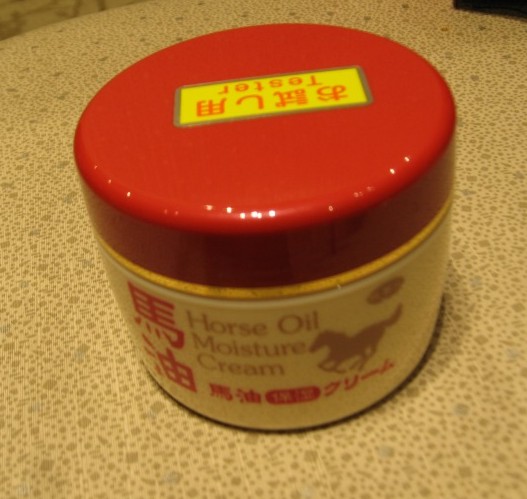 お試し用
Tester
馬油
Horse Oil
Moisture
Cream
馬油 保湿 クリーム